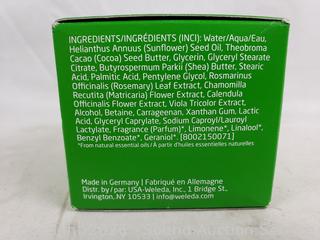 INGREDIENTS/INGRÉDIENTS (INCI): Water/Aqua/Eau,
Helianthus Annuus (Sunflower) Seed Oil, Theobroma
Cacao (Cocoa) Seed Butter, Glycerin, Glyceryl Stearate
Citrate, Butyrospermum Parkii (Shea) Butter, Stearic
Acid, Palmitic Acid, Pentylene Glycol, Rosmarinus
Officinalis (Rosemary) Leaf Extract, Chamomilla
Recutita (Matricaria) Flower Extract, Calendula
Officinalis Flower Extract, Viola Tricolor Extract,
Alcohol, Betaine, Carrageenan, Xanthan Gum, Lactic
Acid, Glyceryl Caprylate, Sodium Caproyl/Lauroyl
Lactylate, Fragrance (Parfum)*, Limonene*, Linalool*,
Benzyl Benzoate*, Geraniol*. [8002150071]
*From natural essential oils/À partir d'huiles essentielles naturelles
Made in Germany | Fabriqué en Allemagne
Distr. by / par: USA-Weleda, Inc., 1 Bridge St.,
Irvington, NY 10533 | weleda.com